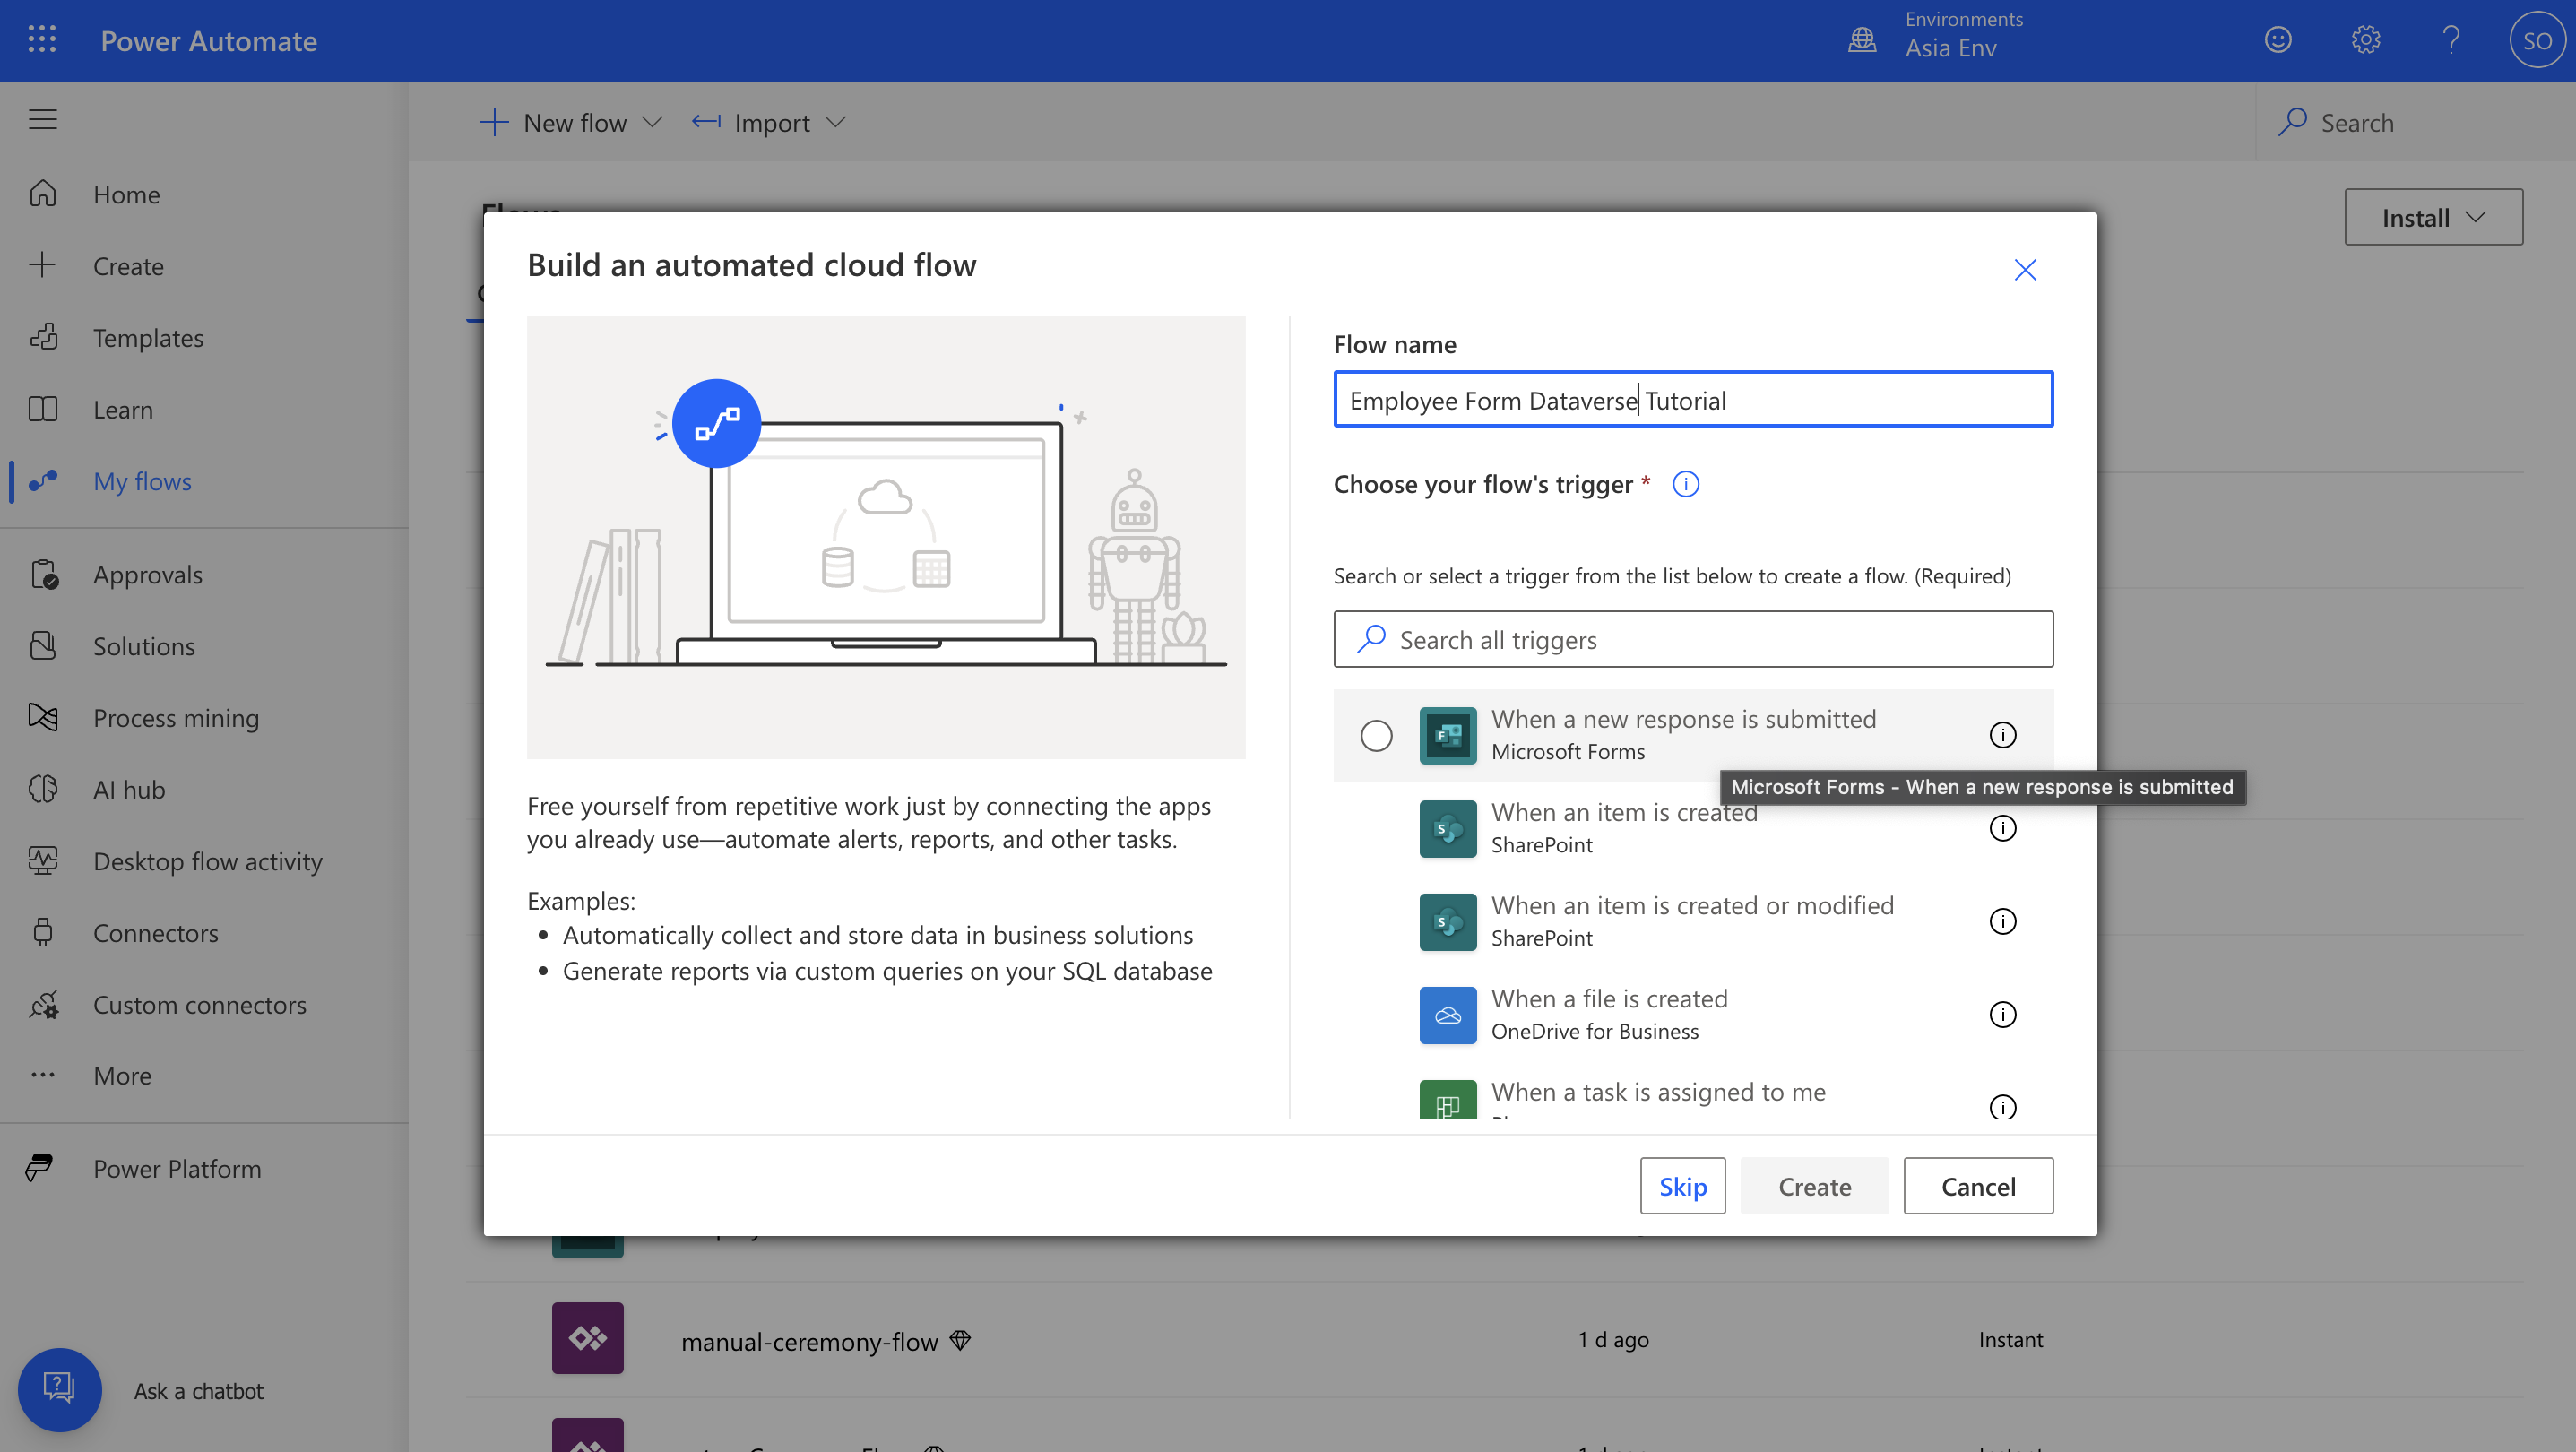 Power Automate
Environments
Asia Env
?
SO
New flow
Import
Search
Home
Create
Templates
Learn
My flows
Approvals
Solutions
Process mining
AI hub
Desktop flow activity
Connectors
Custom connectors
More
Power Platform
Ask a chatbot
Flows
Install
Build an automated cloud flow
Free yourself from repetitive work just by connecting the apps
you already use—automate alerts, reports, and other tasks.
Examples:
• Automatically collect and store data in business solutions
• Generate reports via custom queries on your SQL database
Flow name
Employee Form Dataverse Tutorial
Choose your flow's trigger *
Search or select a trigger from the list below to create a flow. (Required)
Search all triggers
When a new response is submitted
Microsoft Forms
Microsoft Forms - When a new response is submitted
When an item is created
SharePoint
When an item is created or modified
SharePoint
When a file is created
OneDrive for Business
When a task is assigned to me
Skip
Create
Cancel
manual-ceremony-flow
1 d ago
Instant